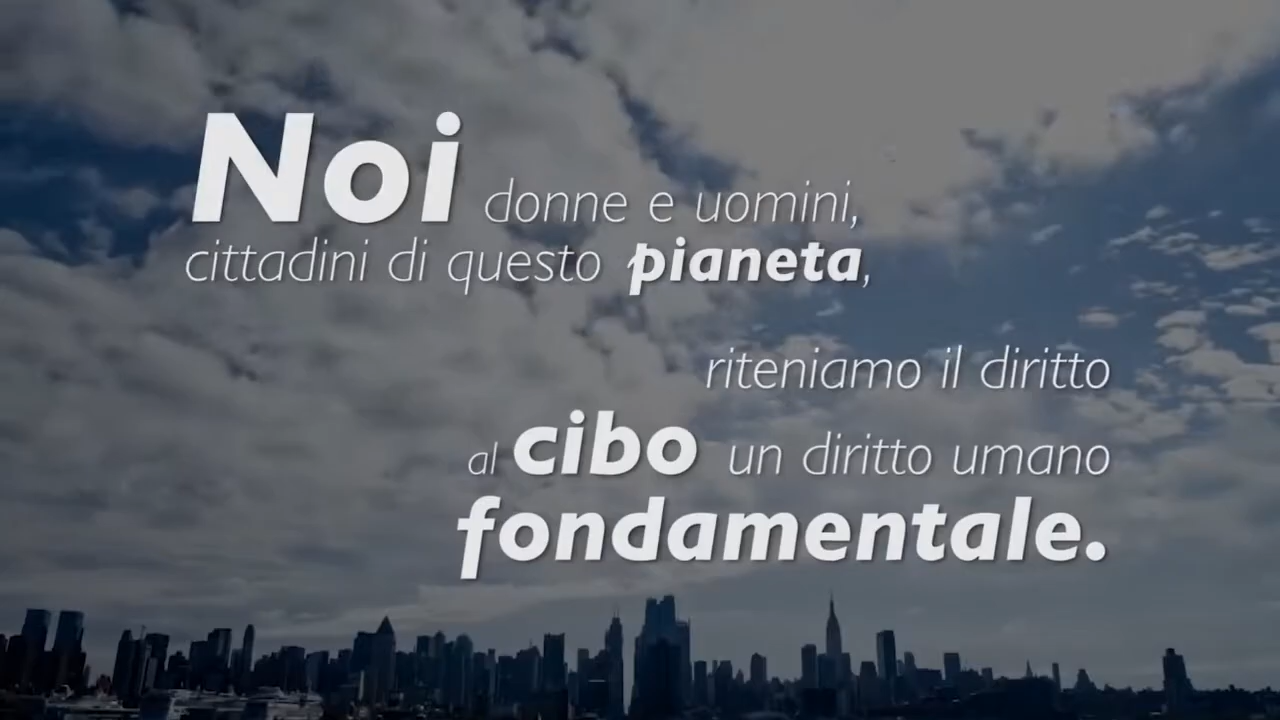 Noi donne e uomini,
cittadini di questo pianeta,
riteniamo il diritto
al cibo un diritto umano
fondamentale.